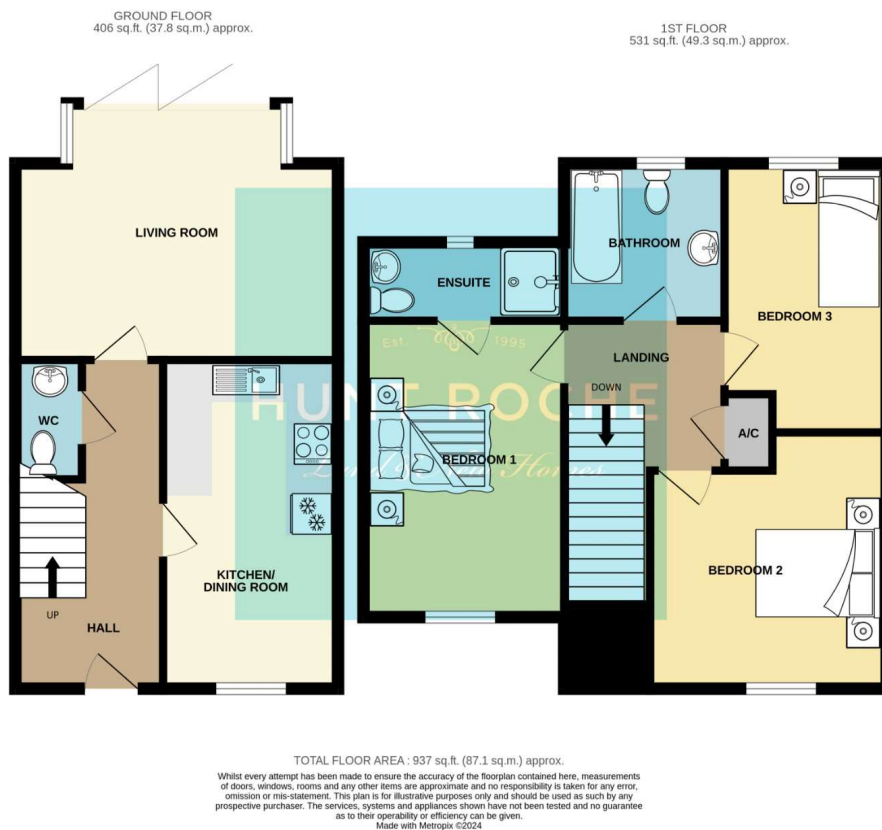 GROUND FLOOR
406 sq.ft. (37.8 sq.m.) approx.
1ST FLOOR
531 sq.ft. (49.3 sq.m.) approx.
LIVING ROOM
WC
UP
HALL
KITCHEN/
DINING ROOM
ENSUITE
BEDROOM 1
BATHROOM
LANDING
DOWN
A/C
BEDROOM 3
BEDROOM 2
Est. 1995
HUNT ROCHE
Land & New Homes
TOTAL FLOOR AREA : 937 sq.ft. (87.1 sq.m.) approx.
Whilst every attempt has been made to ensure the accuracy of the floorplan contained here, measurements
of doors, windows, rooms and any other items are approximate and no responsibility is taken for any error,
omission or mis-statement. This plan is for illustrative purposes only and should be used as such by any
prospective purchaser. The services, systems and appliances shown have not been tested and no guarantee
as to their operability or efficiency can be given.
Made with Metropix ©2024